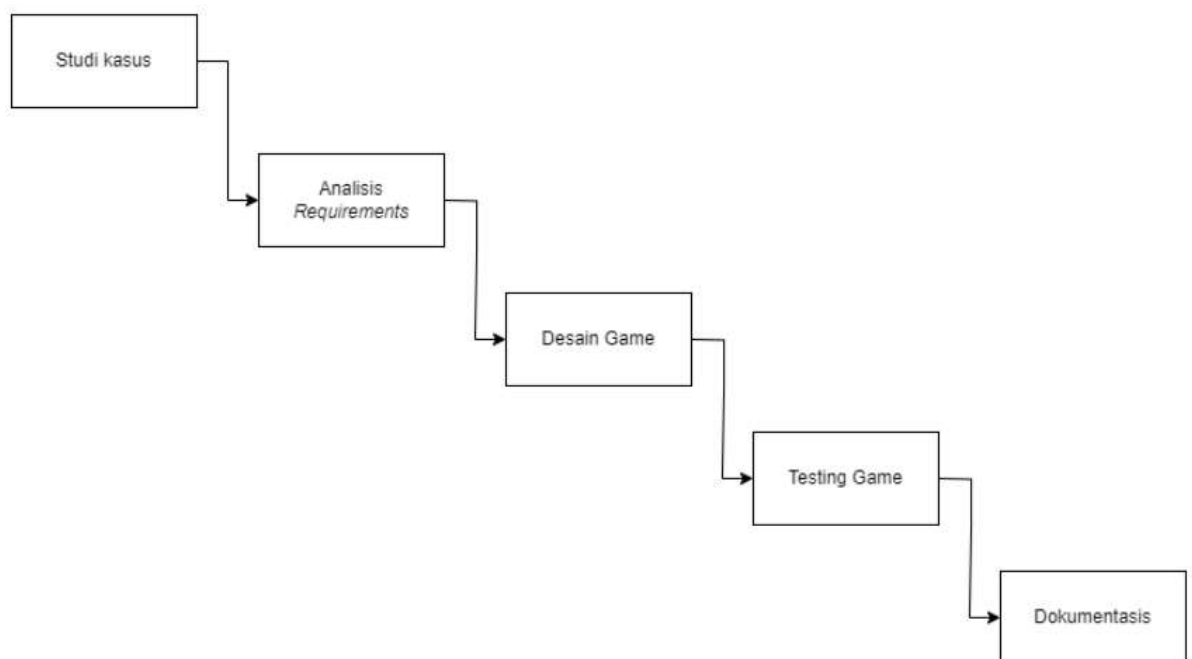 Studi kasus
Analisis
Requirements
Desain Game
Testing Game
Dokumentasis